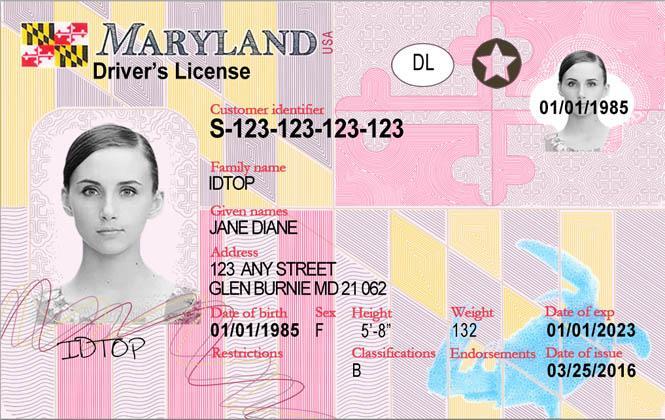 MARYLAND USA
Driver's License
DL
01/01/1985
Customer identifier
S-123-123-123-123
Family name
IDTOP
Given names
JANE DIANE
Address
123 ANY STREET
GLEN BURNIE MD 21 062
Date of birth Sex Height Weight Date of exp
01/01/1985 F 5'-8" 132 01/01/2023
Restrictions Classifications Endorsements Date of issue
B 03/25/2016
IDTOP